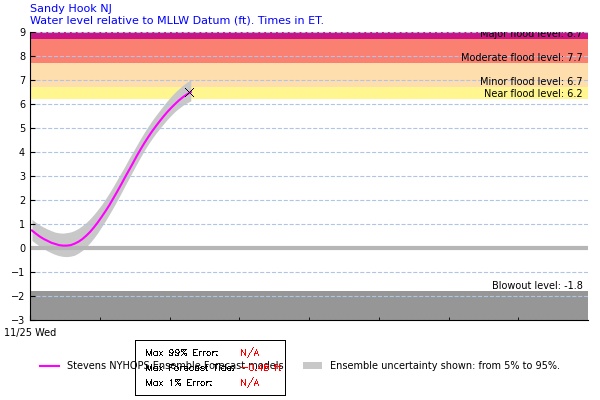 Sandy Hook NJ
Water level relative to MLLW Datum (ft). Times in ET.
9
Major flood level: 8.7
8
Moderate flood level: 7.7
7
Minor flood level: 6.7
Near flood level: 6.2
6
5
4
3
2
1
0
−1
Blowout level: -1.8
−2
−3
11/25 Wed
Max 99% Error: N/A
Stevens NYHOPS Ensemble Forecast models
Max Forecast Tide:
Ensemble uncertainty shown: from 5% to 95%.
Max 1% Error: N/A